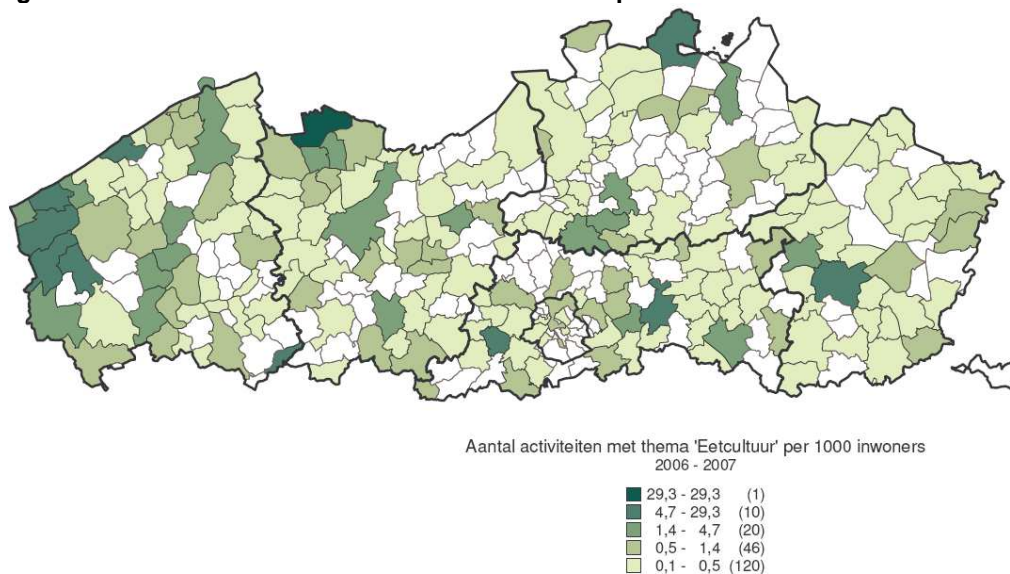 Aantal activiteiten met thema 'Eetcultuur' per 1000 inwoners
2006 - 2007
29,3 - 29,3 (1)
4,7 - 29,3 (10)
1,4 - 4,7 (20)
0,5 - 1,4 (46)
0,1 - 0,5 (120)